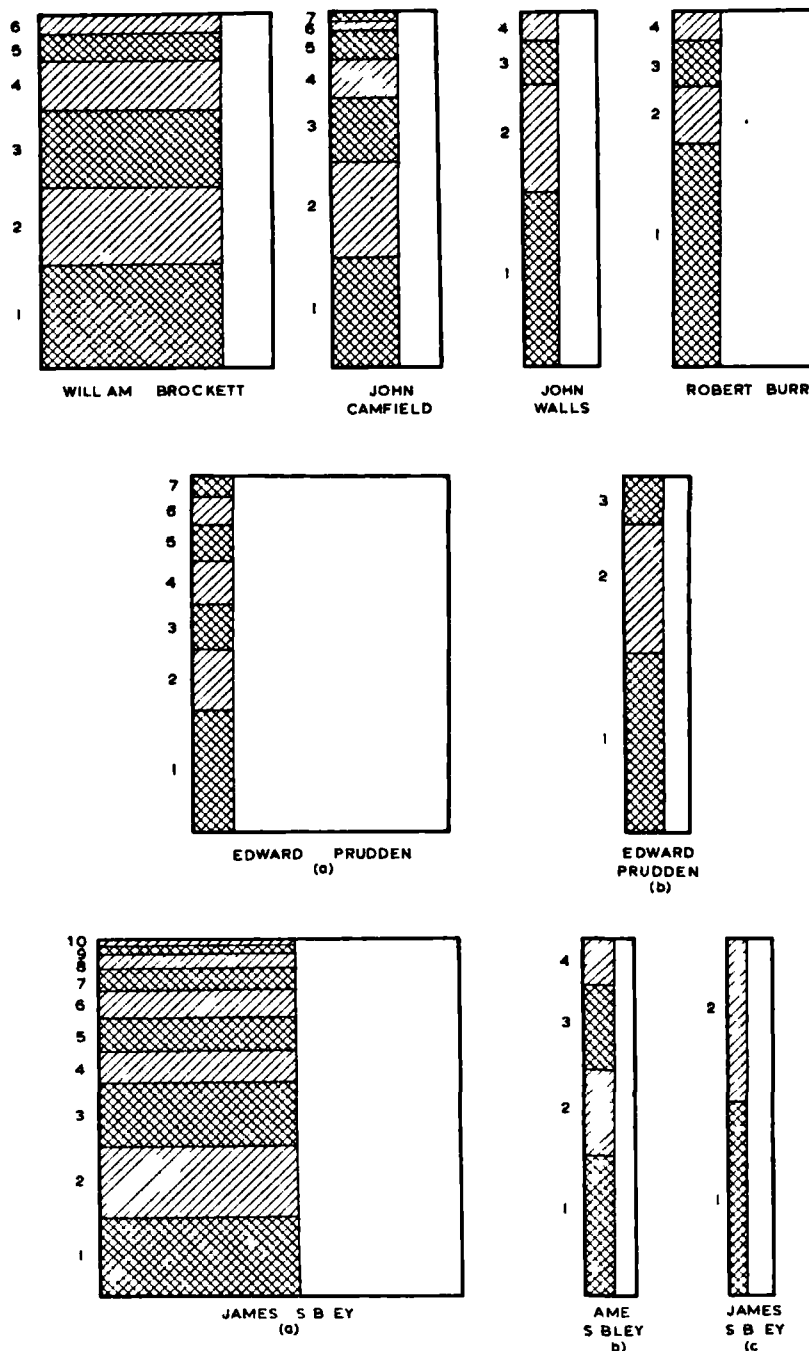 6
5
4
3
2
1
WILL AM BROCKETT
7
6
5
4
3
2
1
JOHN
CAMFIELD
4
3
2
1
JOHN
WALLS
4
3
2
1
ROBERT BURR
7
6
5
4
3
2
1
EDWARD PRUDDEN
(a)
3
2
1
EDWARD
PRUDDEN
(b)
10
9
8
7
6
5
4
3
2
1
JAMES S B EY
(a)
4
3
2
1
AME
S BLEY
b)
2
1
JAMES
S B EY
(c